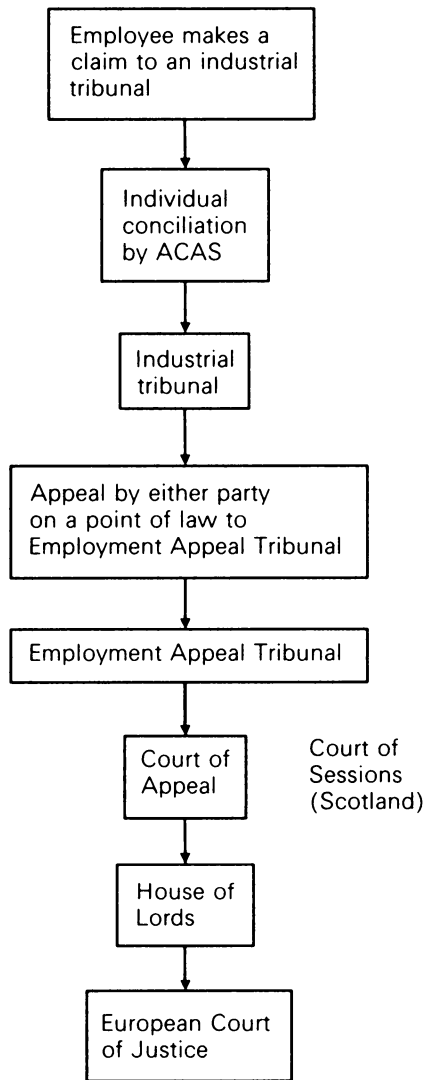 Employee makes a
claim to an industrial
tribunal
Individual
conciliation
by ACAS
Industrial
tribunal
Appeal by either party
on a point of law to
Employment Appeal Tribunal
Employment Appeal Tribunal
Court of
Appeal
Court of
Sessions
(Scotland)
House of
Lords
European Court
of Justice